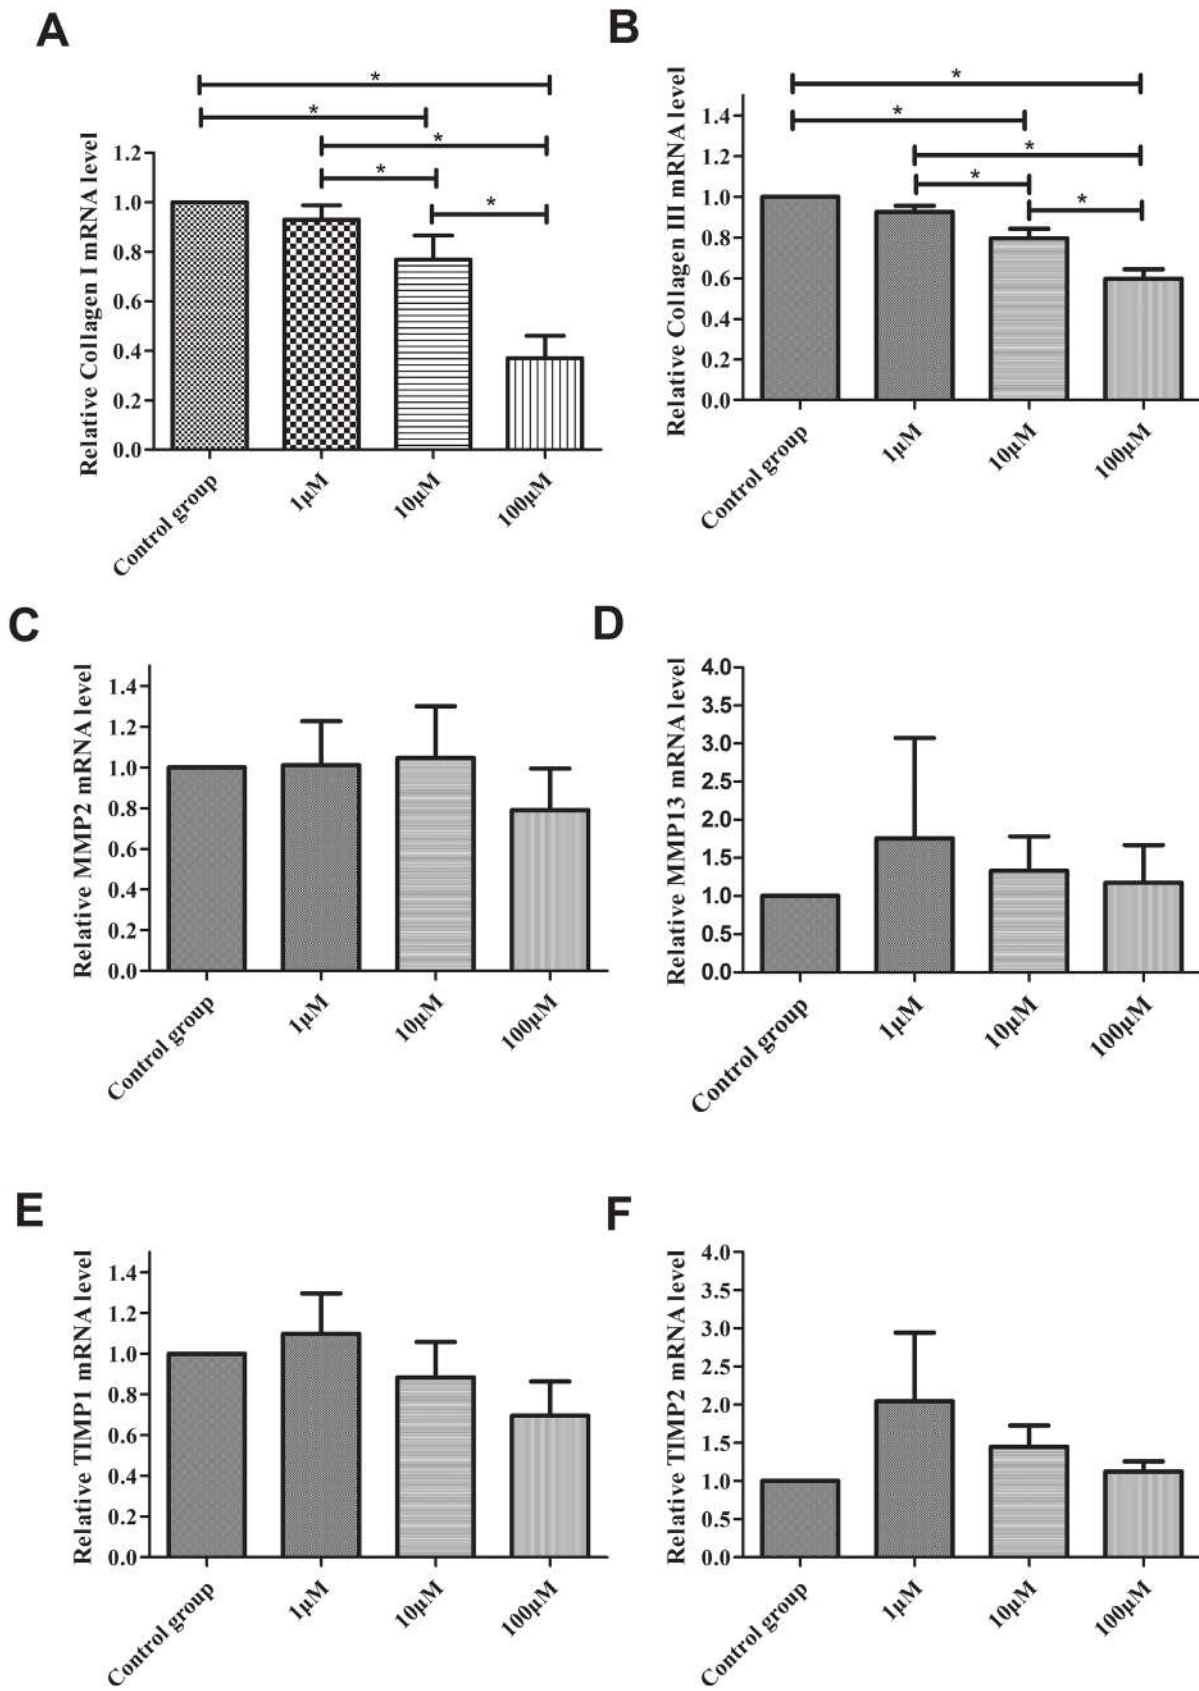 A
*
*
*
*
*
Relative Collagen I mRNA level
1.2
1.0
0.8
0.6
0.4
0.2
0.0
Control group
1μM
10μM
100μM
B
*
*
*
*
*
Relative Collagen III mRNA level
1.4
1.2
1.0
0.8
0.6
0.4
0.2
0.0
Control group
1μM
10μM
100μM
C
Relative MMP2 mRNA level
1.4
1.2
1.0
0.8
0.6
0.4
0.2
0.0
Control group
1μM
10μM
100μM
D
Relative MMP13 mRNA level
4.0
3.5
3.0
2.5
2.0
1.5
1.0
0.5
0.0
Control group
1μM
10μM
100μM
E
Relative TIMP1 mRNA level
1.4
1.2
1.0
0.8
0.6
0.4
0.2
0.0
Control group
1μM
10μM
100μM
F
Relative TIMP2 mRNA level
4.0
3.5
3.0
2.5
2.0
1.5
1.0
0.5
0.0
Control group
1μM
10μM
100μM